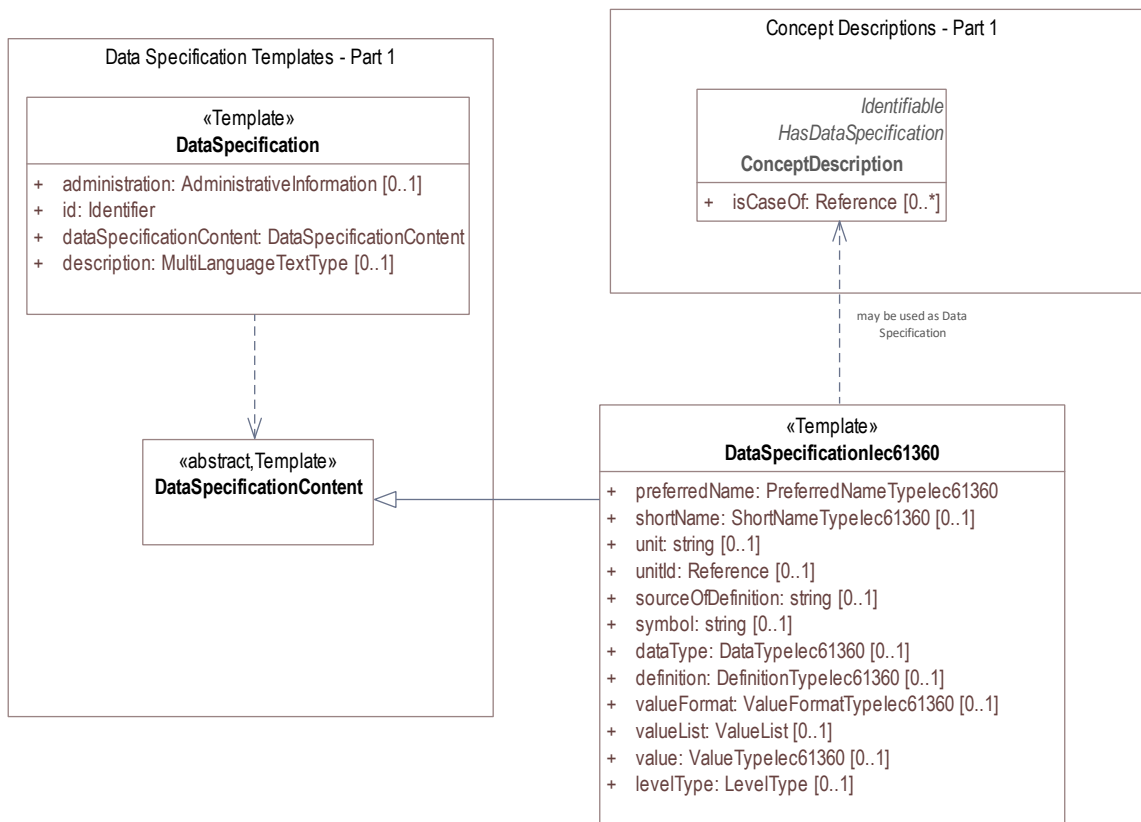 Data Specification Templates - Part 1
«Template»
DataSpecification
+ administration: AdministrativeInformation [0..1]
+ id: Identifier
+ dataSpecificationContent: DataSpecificationContent
+ description: MultiLanguageTextType [0..1]
«abstract,Template»
DataSpecificationContent
Concept Descriptions - Part 1
Identifiable
HasDataSpecification
ConceptDescription
+ isCaseOf: Reference [0..*]
may be used as Data
Specification
«Template»
DataSpecificationIec61360
+ preferredName: PreferredNameTypeIec61360
+ shortName: ShortNameTypeIec61360 [0..1]
+ unit: string [0..1]
+ unitId: Reference [0..1]
+ sourceOfDefinition: string [0..1]
+ symbol: string [0..1]
+ dataType: DataTypeIec61360 [0..1]
+ definition: DefinitionTypeIec61360 [0..1]
+ valueFormat: ValueFormatTypeIec61360 [0..1]
+ valueList: ValueList [0..1]
+ value: ValueTypeIec61360 [0..1]
+ levelType: LevelType [0..1]